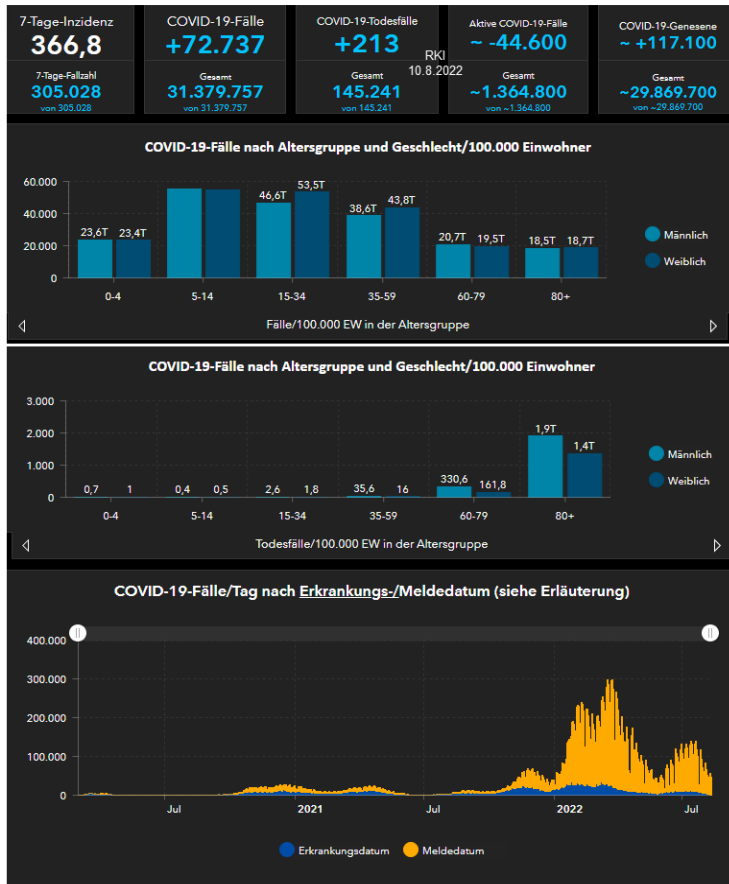 7-Tage-Inzidenz
366,8
7-Tage-Fallzahl
305.028
von 305.028
COVID-19-Fälle
+72.737
Gesamt
31.379.757
von 31.379.757
COVID-19-Todesfälle
+213
Gesamt
145.241
von 145.241
RKI
10.8.2022
Aktive COVID-19-Fälle
~ -44.600
Gesamt
~1.364.800
von ~1.364.800
COVID-19-Genesene
~ +117.100
Gesamt
~29.869.700
von ~29.869.700
COVID-19-Fälle nach Altersgruppe und Geschlecht/100.000 Einwohner
60.000
40.000
20.000
0
23,6T 23,4T
46,6T 53,5T
38,6T 43,8T
20,7T 19,5T
18,5T 18,7T
0-4 5-14 15-34 35-59 60-79 80+
Männlich
Weiblich
Fälle/100.000 EW in der Altersgruppe
COVID-19-Fälle nach Altersgruppe und Geschlecht/100.000 Einwohner
3.000
2.000
1.000
0
0,7 1
0,4 0,5
2,6 1,8
35,6 16
330,6 161,8
1,9T 1,4T
0-4 5-14 15-34 35-59 60-79 80+
Männlich
Weiblich
Todesfälle/100.000 EW in der Altersgruppe
COVID-19-Fälle/Tag nach Erkrankungs-/Meldedatum (siehe Erläuterung)
400.000
300.000
200.000
100.000
0
Jul 2021 Jul 2022 Jul
Erkrankungsdatum Meldedatum